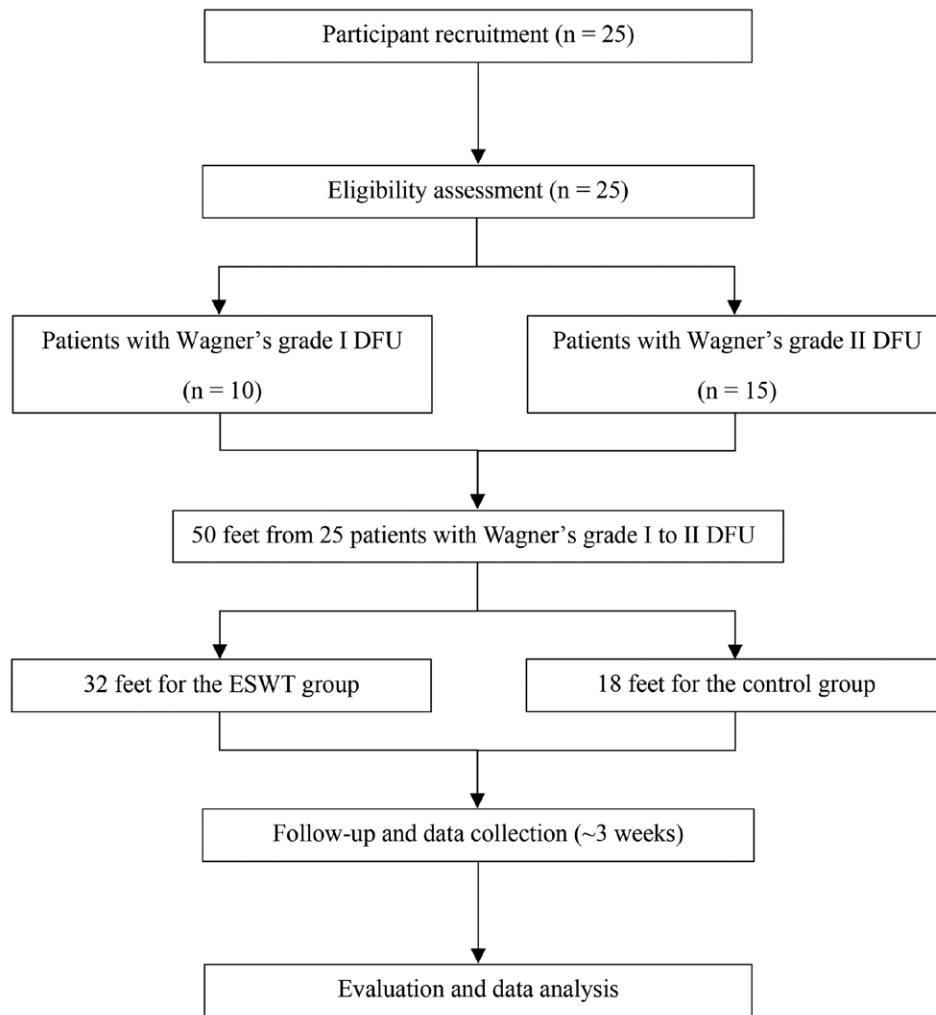 Participant recruitment (n = 25)
Eligibility assessment (n = 25)
Patients with Wagner's grade I DFU
(n = 10)
Patients with Wagner's grade II DFU
(n = 15)
50 feet from 25 patients with Wagner's grade I to II DFU
32 feet for the ESWT group
18 feet for the control group
Follow-up and data collection (~3 weeks)
Evaluation and data analysis